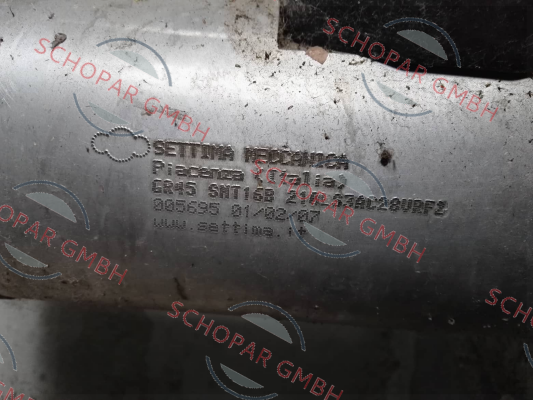 SCHOPAR GMBH
SCHOPAR GMBH
SCHOPAR GMBH
SETTIMA MECCANICA
Piacenza (Italia)
GR45 SMT16B 210L
005695 01/02/07
www.settima.it
SCHOPAR GMBH
SCHOPAR GMBH
SCHOPAR GMBH